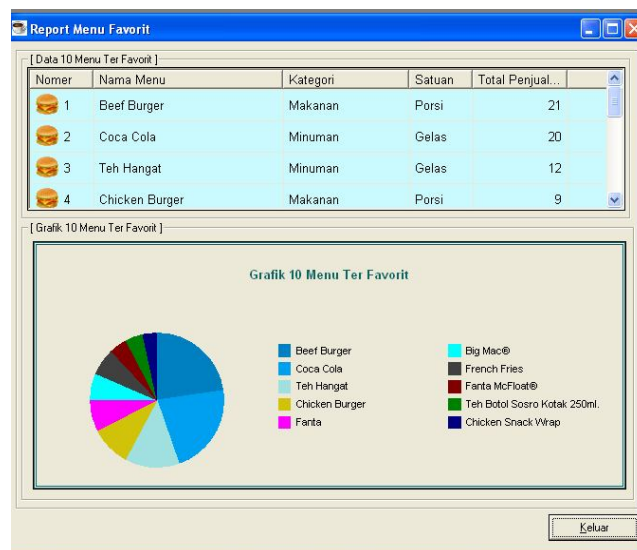 Report Menu Favorit
[ Data 10 Menu Ter Favorit ]
Nomer Nama Menu Kategori Satuan Total Penjual...
1 Beef Burger Makanan Porsi 21
2 Coca Cola Minuman Gelas 20
3 Teh Hangat Minuman Gelas 12
4 Chicken Burger Makanan Porsi 9
[ Grafik 10 Menu Ter Favorit ]
Grafik 10 Menu Ter Favorit
Beef Burger Big Mac®
Coca Cola French Fries
Teh Hangat Fanta McFloat®
Chicken Burger Teh Botol Sosro Kotak 250ml.
Fanta Chicken Snack Wrap
Keluar